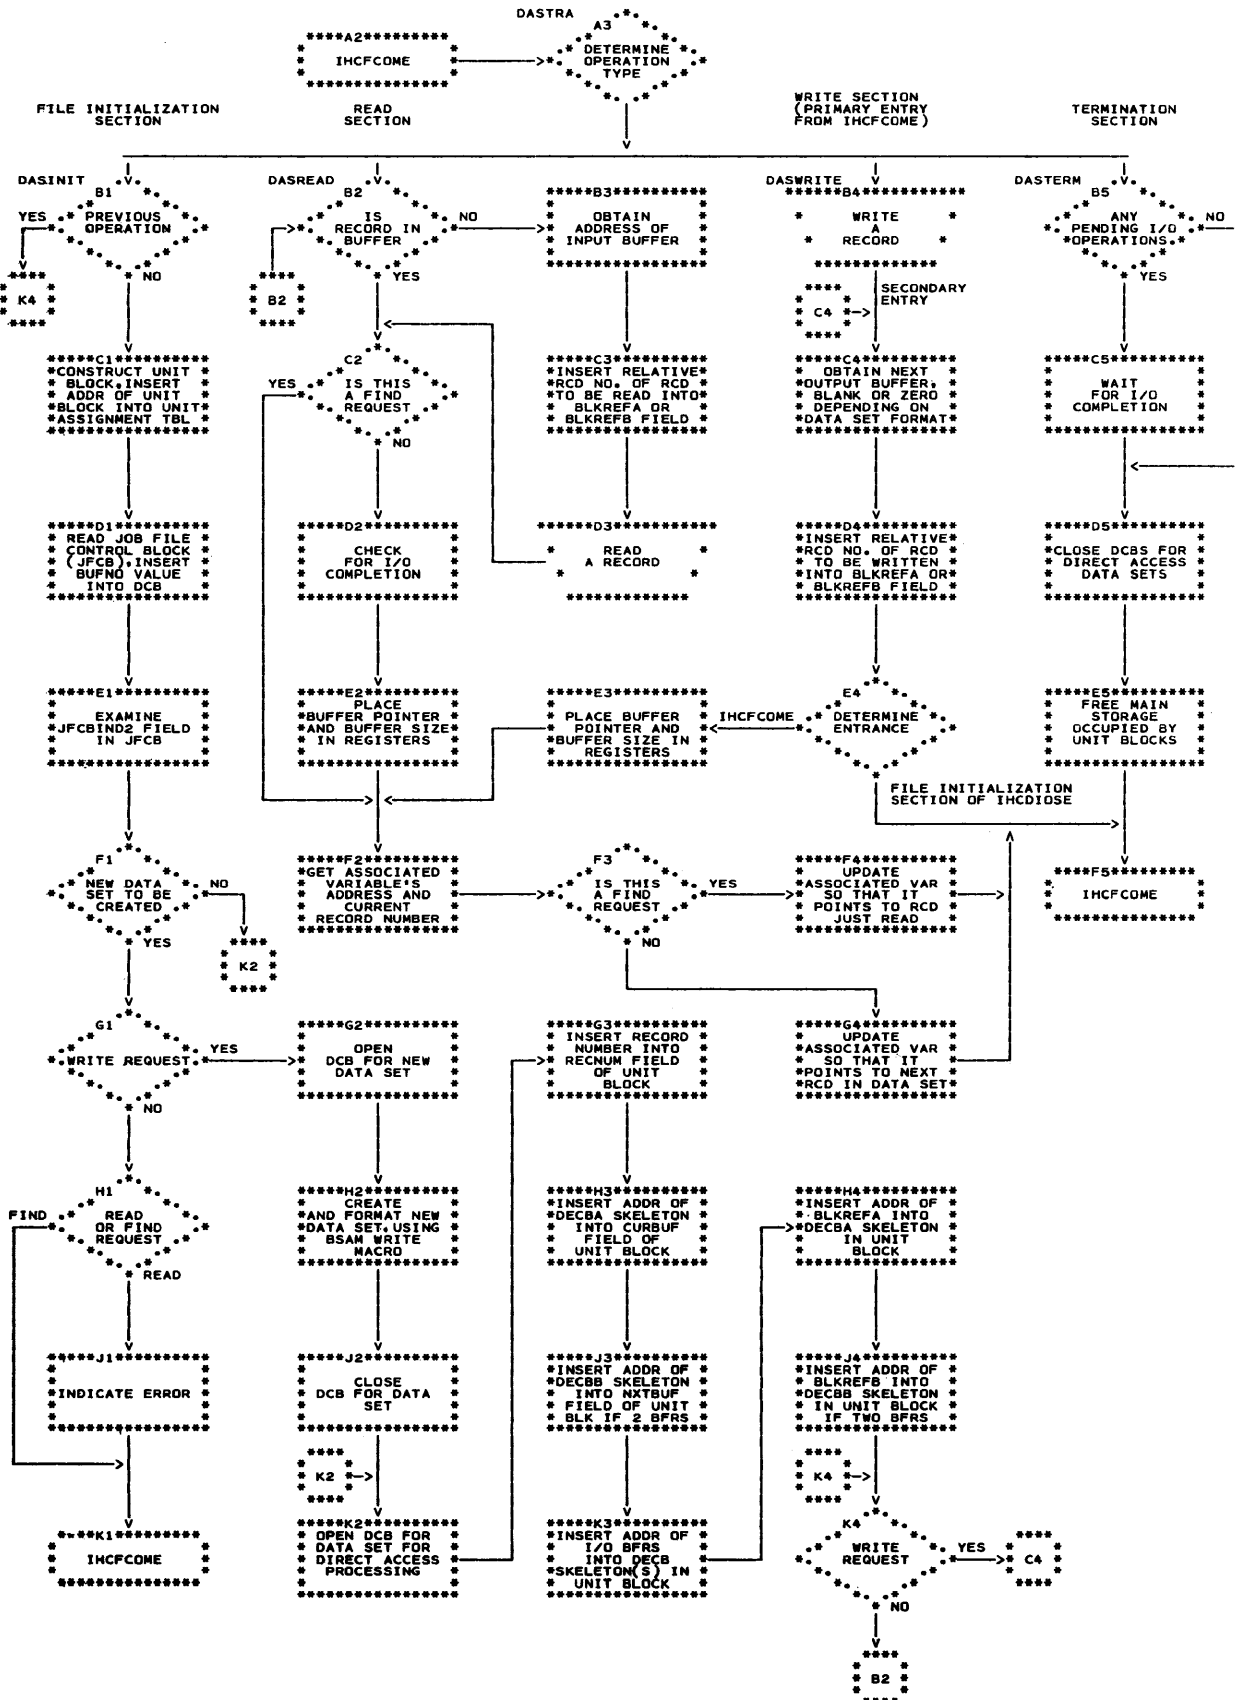 DASTRA
A3
DETERMINE
OPERATION
TYPE
A2
IHCFCOME
FILE INITIALIZATION
SECTION
READ
SECTION
WRITE SECTION
(PRIMARY ENTRY
FROM IHCFCOME)
TERMINATION
SECTION
DASINIT
B1
PREVIOUS
OPERATION
YES
NO
K4
DASREAD
B2
IS
RECORD IN
BUFFER
NO
YES
B2
B3
OBTAIN
ADDRESS OF
INPUT BUFFER
DASWRITE
B4
WRITE
A
RECORD
SECONDARY
ENTRY
C4
DASTERM
B5
ANY
PENDING I/O
OPERATIONS
NO
YES
C1
CONSTRUCT UNIT
BLOCK,INSERT
ADDR OF UNIT
BLOCK INTO UNIT
ASSIGNMENT TBL
C2
IS THIS
A FIND
REQUEST
YES
NO
C3
INSERT RELATIVE
RCD NO. OF RCD
TO BE READ INTO
BLKREFA OR
BLKREFB FIELD
C4
OBTAIN NEXT
OUTPUT BUFFER,
BLANK OR ZERO
DEPENDING ON
DATA SET FORMAT
C5
WAIT
FOR I/O
COMPLETION
D1
READ JOB FILE
CONTROL BLOCK
(JFCB),INSERT
BUFNO VALUE
INTO DCB
D2
CHECK
FOR I/O
COMPLETION
D3
READ
A RECORD
D4
INSERT RELATIVE
RCD NO. OF RCD
TO BE WRITTEN
INTO BLKREFA OR
BLKREFB FIELD
D5
CLOSE DCBS FOR
DIRECT ACCESS
DATA SETS
E1
EXAMINE
JFCBIND2 FIELD
IN JFCB
E2
PLACE
BUFFER POINTER
AND BUFFER SIZE
IN REGISTERS
E3
PLACE BUFFER
POINTER AND
BUFFER SIZE IN
REGISTERS
E4
DETERMINE
ENTRANCE
IHCFCOME
FILE INITIALIZATION
SECTION OF IHCDIOSE
E5
FREE MAIN
STORAGE
OCCUPIED BY
UNIT BLOCKS
F1
NEW DATA
SET TO BE
CREATED
NO
YES
K2
F2
GET ASSOCIATED
VARIABLE'S
ADDRESS AND
CURRENT
RECORD NUMBER
F3
IS THIS
A FIND
REQUEST
YES
NO
F4
UPDATE
ASSOCIATED VAR
SO THAT IT
POINTS TO RCD
JUST READ
F5
IHCFCOME
G1
WRITE REQUEST
YES
NO
G2
OPEN
DCB FOR NEW
DATA SET
G3
INSERT RECORD
NUMBER INTO
RECNUM FIELD
OF UNIT
BLOCK
G4
UPDATE
ASSOCIATED VAR
SO THAT IT
POINTS TO NEXT
RCD IN DATA SET
H1
READ
OR FIND
REQUEST
FIND
READ
H2
CREATE
AND FORMAT NEW
DATA SET,USING
BSAM WRITE
MACRO
H3
INSERT ADDR OF
DECBA SKELETON
INTO CURBUF
FIELD OF
UNIT BLOCK
H4
INSERT ADDR OF
BLKREFA INTO
DECBA SKELETON
IN UNIT
BLOCK
J1
INDICATE ERROR
J2
CLOSE
DCB FOR DATA
SET
K2
J3
INSERT ADDR OF
DECBB SKELETON
INTO NXTBUF
FIELD OF UNIT
BLK IF 2 BFRS
J4
INSERT ADDR OF
BLKREFB INTO
DECBB SKELETON
IN UNIT BLOCK
IF TWO BFRS
K4
K1
IHCFCOME
K2
OPEN DCB FOR
DATA SET FOR
DIRECT ACCESS
PROCESSING
K3
INSERT ADDR OF
I/O BFRS
INTO DECB
SKELETON(S) IN
UNIT BLOCK
K4
WRITE
REQUEST
YES
C4
NO
B2